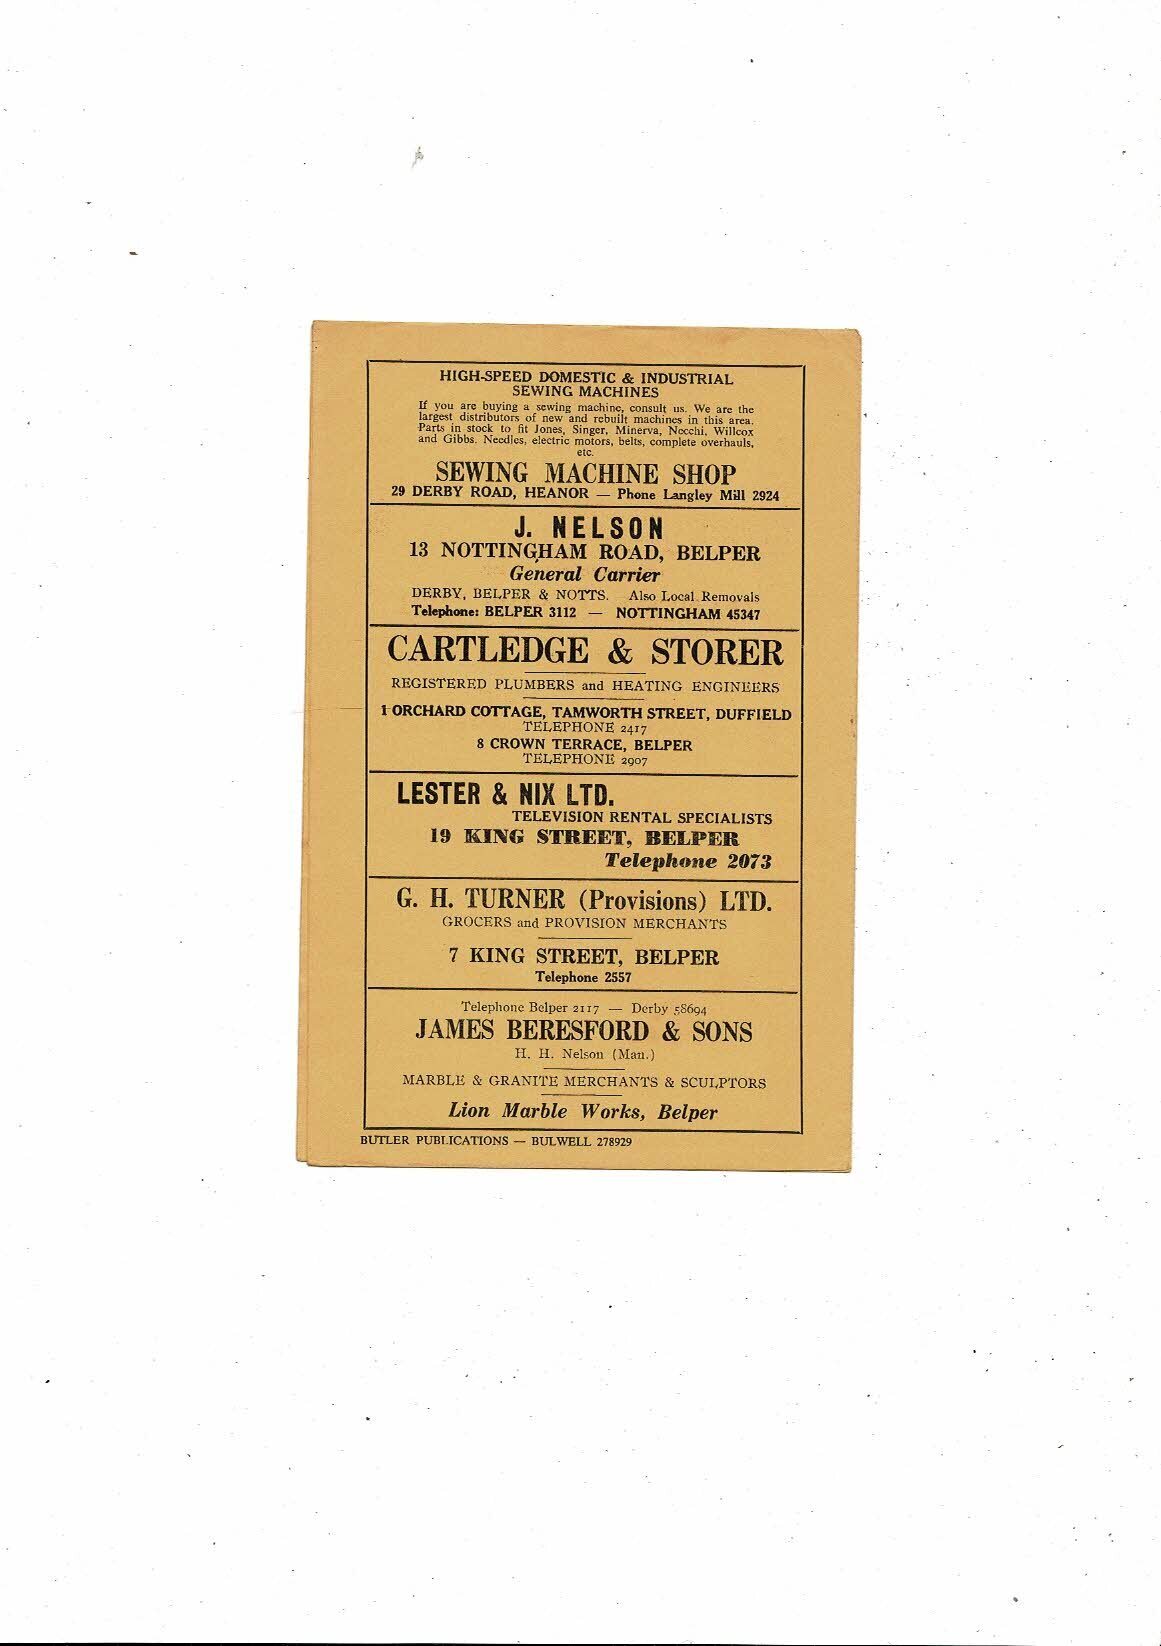 HIGH-SPEED DOMESTIC & INDUSTRIAL
SEWING MACHINES
If you are buying a sewing machine, consult us. We are the
largest distributors of new and rebuilt machines in this area.
Parts in stock to fit Jones, Singer, Minerva, Necchi, Willcox
and Gibbs. Needles, electric motors, belts, complete overhauls,
etc.
SEWING MACHINE SHOP
29 DERBY ROAD, HEANOR — Phone Langley Mill 2924
J. NELSON
13 NOTTINGHAM ROAD, BELPER
General Carrier
DERBY, BELPER & NOTTS. Also Local Removals
Telephone: BELPER 3112 — NOTTINGHAM 45347
CARTLEDGE & STORER
REGISTERED PLUMBERS and HEATING ENGINEERS
1 ORCHARD COTTAGE, TAMWORTH STREET, DUFFIELD
TELEPHONE 2417
8 CROWN TERRACE, BELPER
TELEPHONE 2907
LESTER & NIX LTD.
TELEVISION RENTAL SPECIALISTS
19 KING STREET, BELPER
Telephone 2073
G. H. TURNER (Provisions) LTD.
GROCERS and PROVISION MERCHANTS
7 KING STREET, BELPER
Telephone 2557
Telephone Belper 2117 — Derby 58694
JAMES BERESFORD & SONS
H. H. Nelson (Man.)
MARBLE & GRANITE MERCHANTS & SCULPTORS
Lion Marble Works, Belper
BUTLER PUBLICATIONS — BULWELL 278929